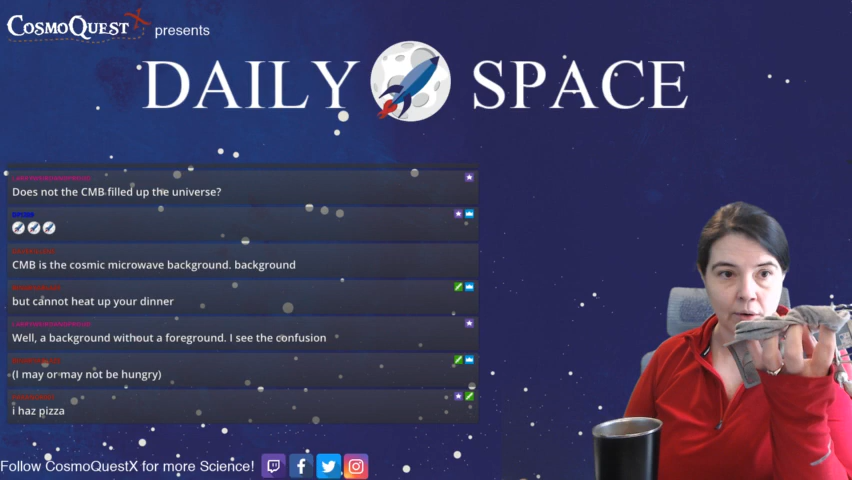 CosmoQuestX presents
DAILY SPACE
Does not the CMB filled up the universe?
CMB is the cosmic microwave background. background
but cannot heat up your dinner
Well, a background without a foreground. I see the confusion
(I may or may not be hungry)
i haz pizza
Follow CosmoQuestX for more Science!